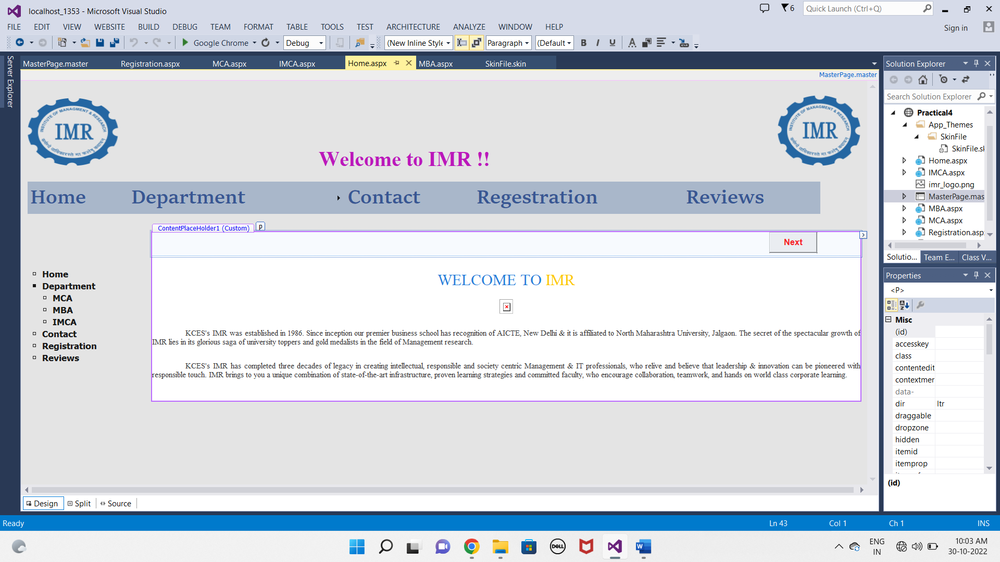 localhost_1353 - Microsoft Visual Studio
6
Quick Launch (Ctrl+Q)
FILE EDIT VIEW WEBSITE BUILD DEBUG TEAM FORMAT TABLE TOOLS TEST ARCHITECTURE ANALYZE WINDOW HELP
Sign in
Google Chrome Debug (New Inline Style Paragraph (Default B I U A
Server Explorer
MasterPage.master Registration.aspx MCA.aspx IMCA.aspx Home.aspx MBA.aspx SkinFile.skin
MasterPage.master
INSTITUTE OF MANAGMENT & RESEARCH
IMR
INSTITUTE OF MANAGMENT & RESEARCH
IMR
Welcome to IMR !!
Home Department Contact Regestration Reviews
ContentPlaceHolder1 (Custom) p
Next
Home
Department
MCA
MBA
IMCA
Contact
Registration
Reviews
WELCOME TO IMR
KCES's IMR was established in 1986. Since inception our premier business school has recognition of AICTE, New Delhi & it is affiliated to North Maharashtra University, Jalgaon. The secret of the spectacular growth of
IMR lies in its glorious saga of university toppers and gold medalists in the field of Management research.
KCES's IMR has completed three decades of legacy in creating intellectual, responsible and society centric Management & IT professionals, who relive and believe that leadership & innovation can be pioneered with
responsible touch. IMR brings to you a unique combination of state-of-the-art infrastructure, proven learning strategies and committed faculty, who encourage collaboration, teamwork, and hands on world class corporate learning.
Design Split Source
Solution Explorer
Search Solution Explorer
Practical4
App_Themes
SkinFile
SkinFile.sk
Home.aspx
IMCA.aspx
imr_logo.png
MasterPage.mas
MBA.aspx
MCA.aspx
Registration.asp
Solutio... Team E... Class V...
Properties
<P>
Misc
(id)
accesskey
class
contentedit
contextmer
data-
dir ltr
draggable
dropzone
hidden
itemid
itemprop
(id)
Ready
Ln 43 Col 1 Ch 1 INS
DELL
W
ENG
IN
10:03 AM
30-10-2022